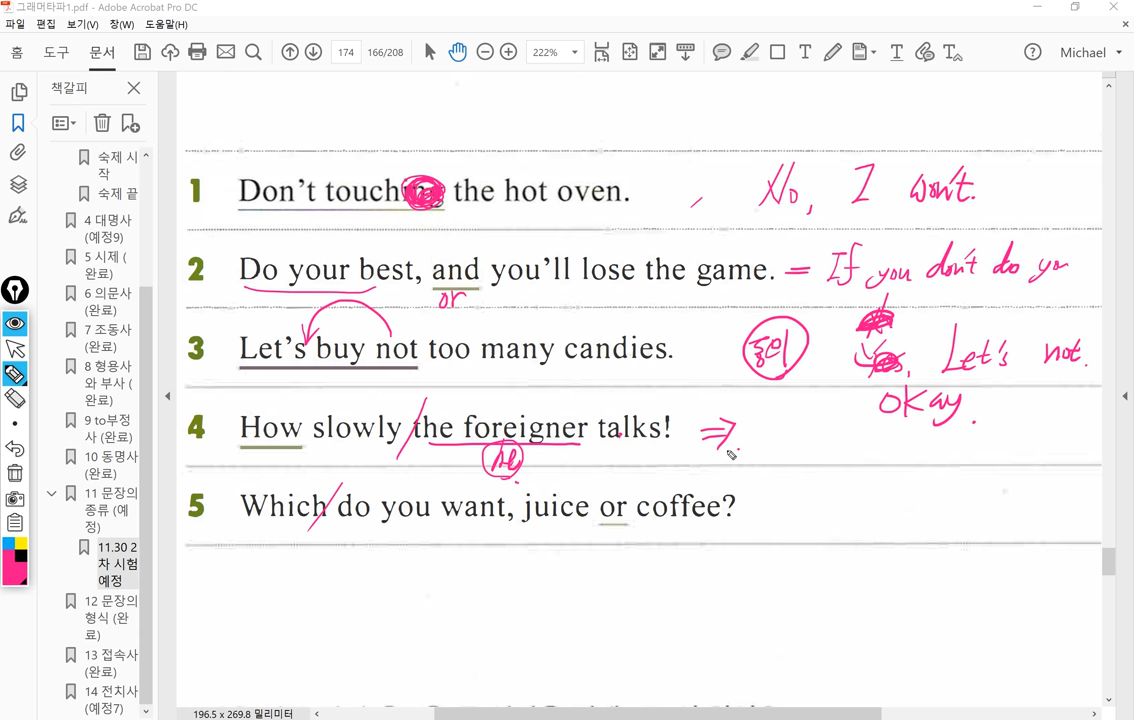 그래머타파1.pdf - Adobe Acrobat Pro DC
파일 편집 보기(V) 창(W) 도움말(H)
홈 도구 문서 174 166/208 222% Michael
책갈피
숙제 시작
숙제 끝
4 대명사 (예정9)
5 시제 (완료)
6 의문사 (완료)
7 조동사 (완료)
8 형용사와 부사 (완료)
9 to부정사 (완료)
10 동명사 (완료)
11 문장의 종류 (예정)
11.30 2차 시험 예정
12 문장의 형식 (완료)
13 접속사 (완료)
14 전치사 (예정7)
1 Don't touching the hot oven. , No, I won't.
2 Do your best, and you'll lose the game. = If you don't do you
or
3 Let's buy not too many candies. Let's not.
okay.
4 How slowly the foreigner talks! ⇒
he
5 Which do you want, juice or coffee?
196.5 x 269.8 밀리미터